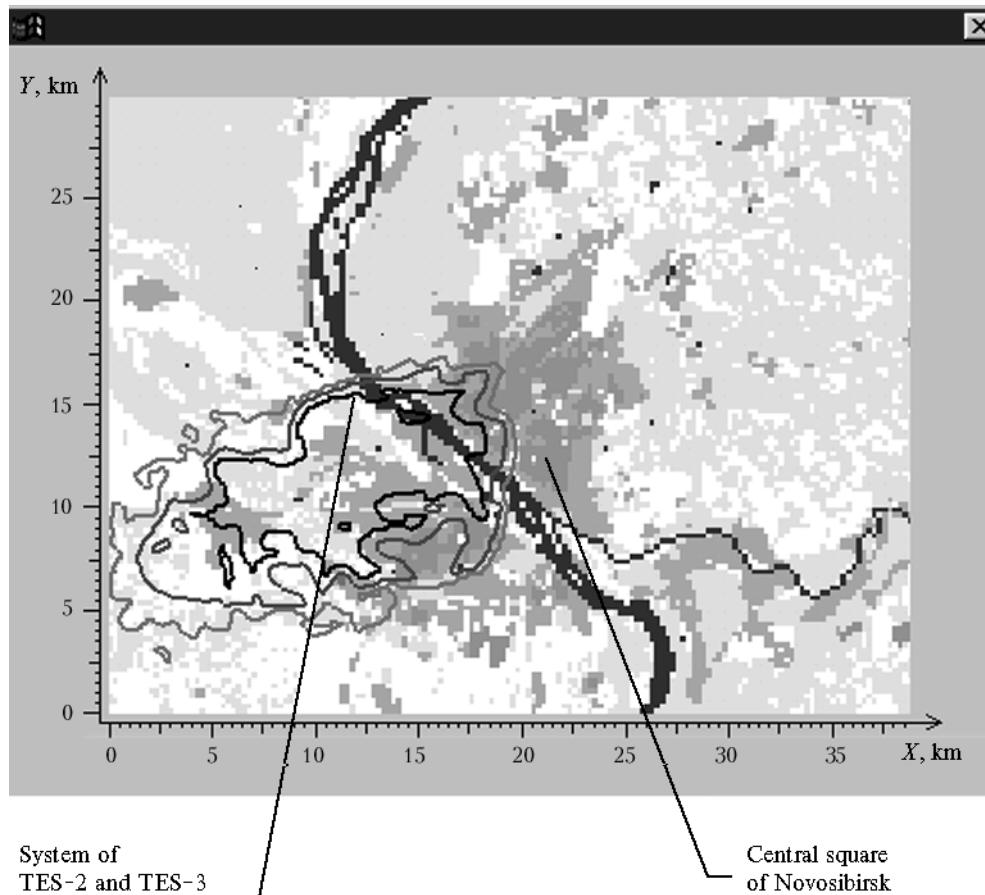 Y, km
25
20
15
10
5
0
0 5 10 15 20 25 30 35 X, km
System of
TES-2 and TES-3
Central square
of Novosibirsk